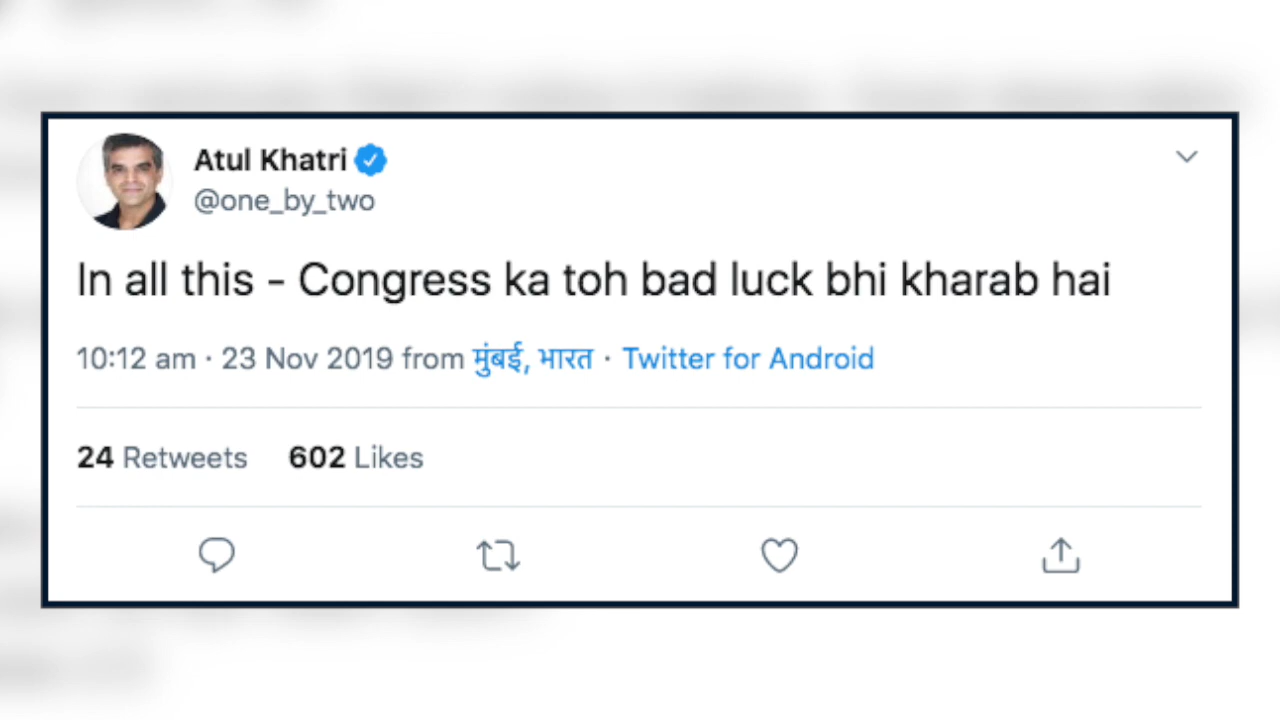 Atul Khatri
@one_by_two
In all this - Congress ka toh bad luck bhi kharab hai
10:12 am · 23 Nov 2019 from मुंबई, भारत · Twitter for Android
24 Retweets 602 Likes